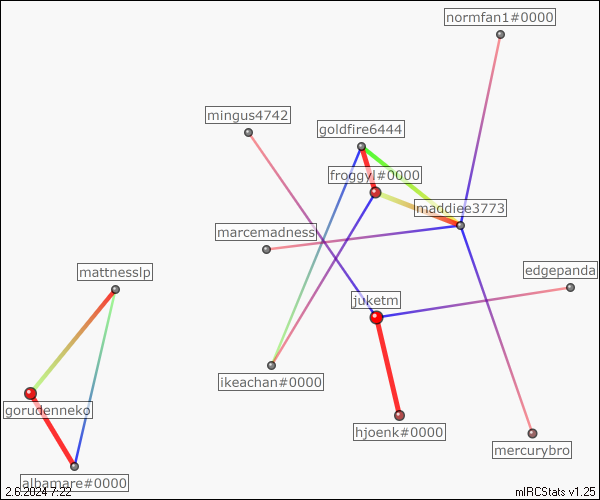 normfan1#0000
mingus4742
goldfire6444
froggyl#0000
maddiee3773
marcemadness
mattnesslp
edgepanda
juketm
ikeachan#0000
gorudenneko
hjoenk#0000
mercurybro
albamare#0000
2.6.2024 7:22
mIRCStats v1.25